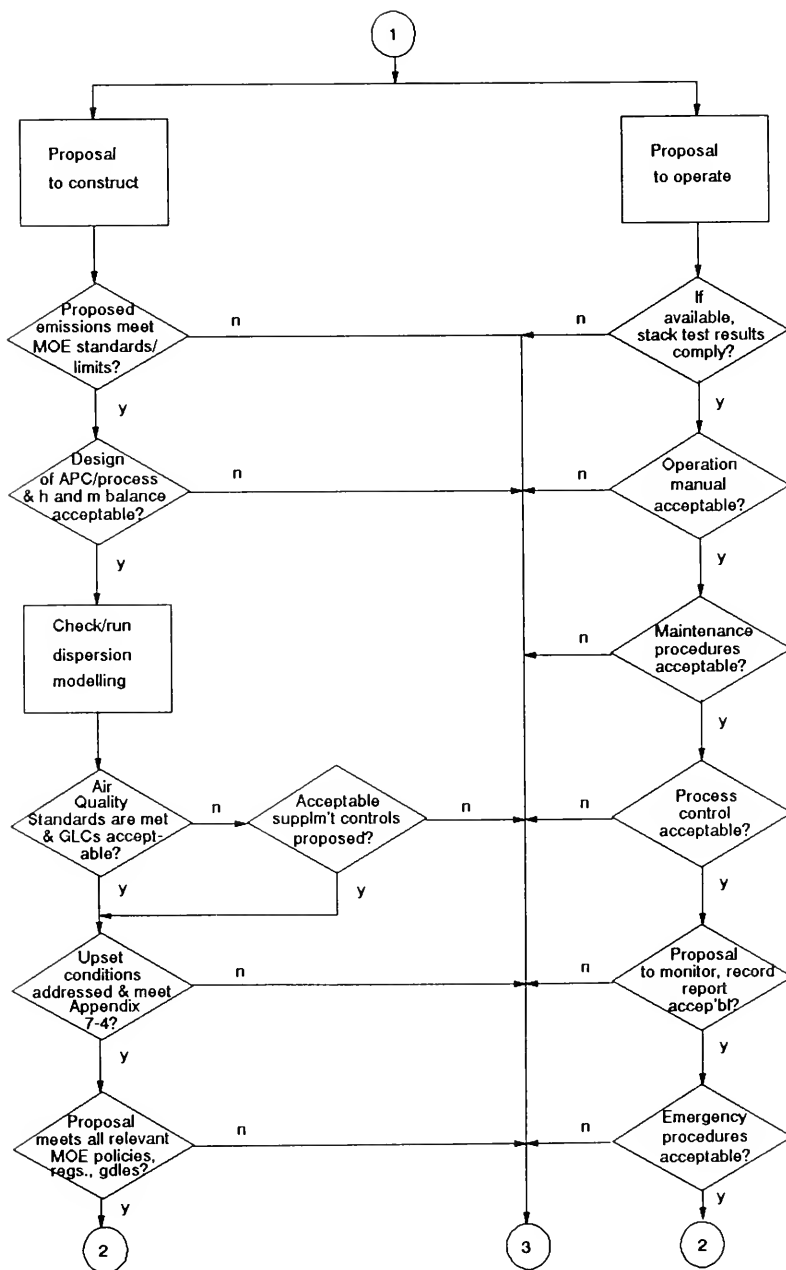 1
Proposal
to construct
Proposal
to operate
Proposed
emissions meet
MOE standards/
limits?
n
n
If
available,
stack test results
comply?
y
y
Design
of APC/process
& h and m balance
acceptable?
n
n
Operation
manual
acceptable?
y
y
Check/run
dispersion
modelling
n
Maintenance
procedures
acceptable?
y
Air
Quality
Standards are met
& GLCs accept-
able?
n
Acceptable
supplm't controls
proposed?
n
n
Process
control
acceptable?
y
y
y
Upset
conditions
addressed & meet
Appendix
7-4?
n
n
Proposal
to monitor, record
report
accep'bl?
y
y
Proposal
meets all relevant
MOE policies,
regs., gdles?
n
n
Emergency
procedures
acceptable?
y
y
2
3
2